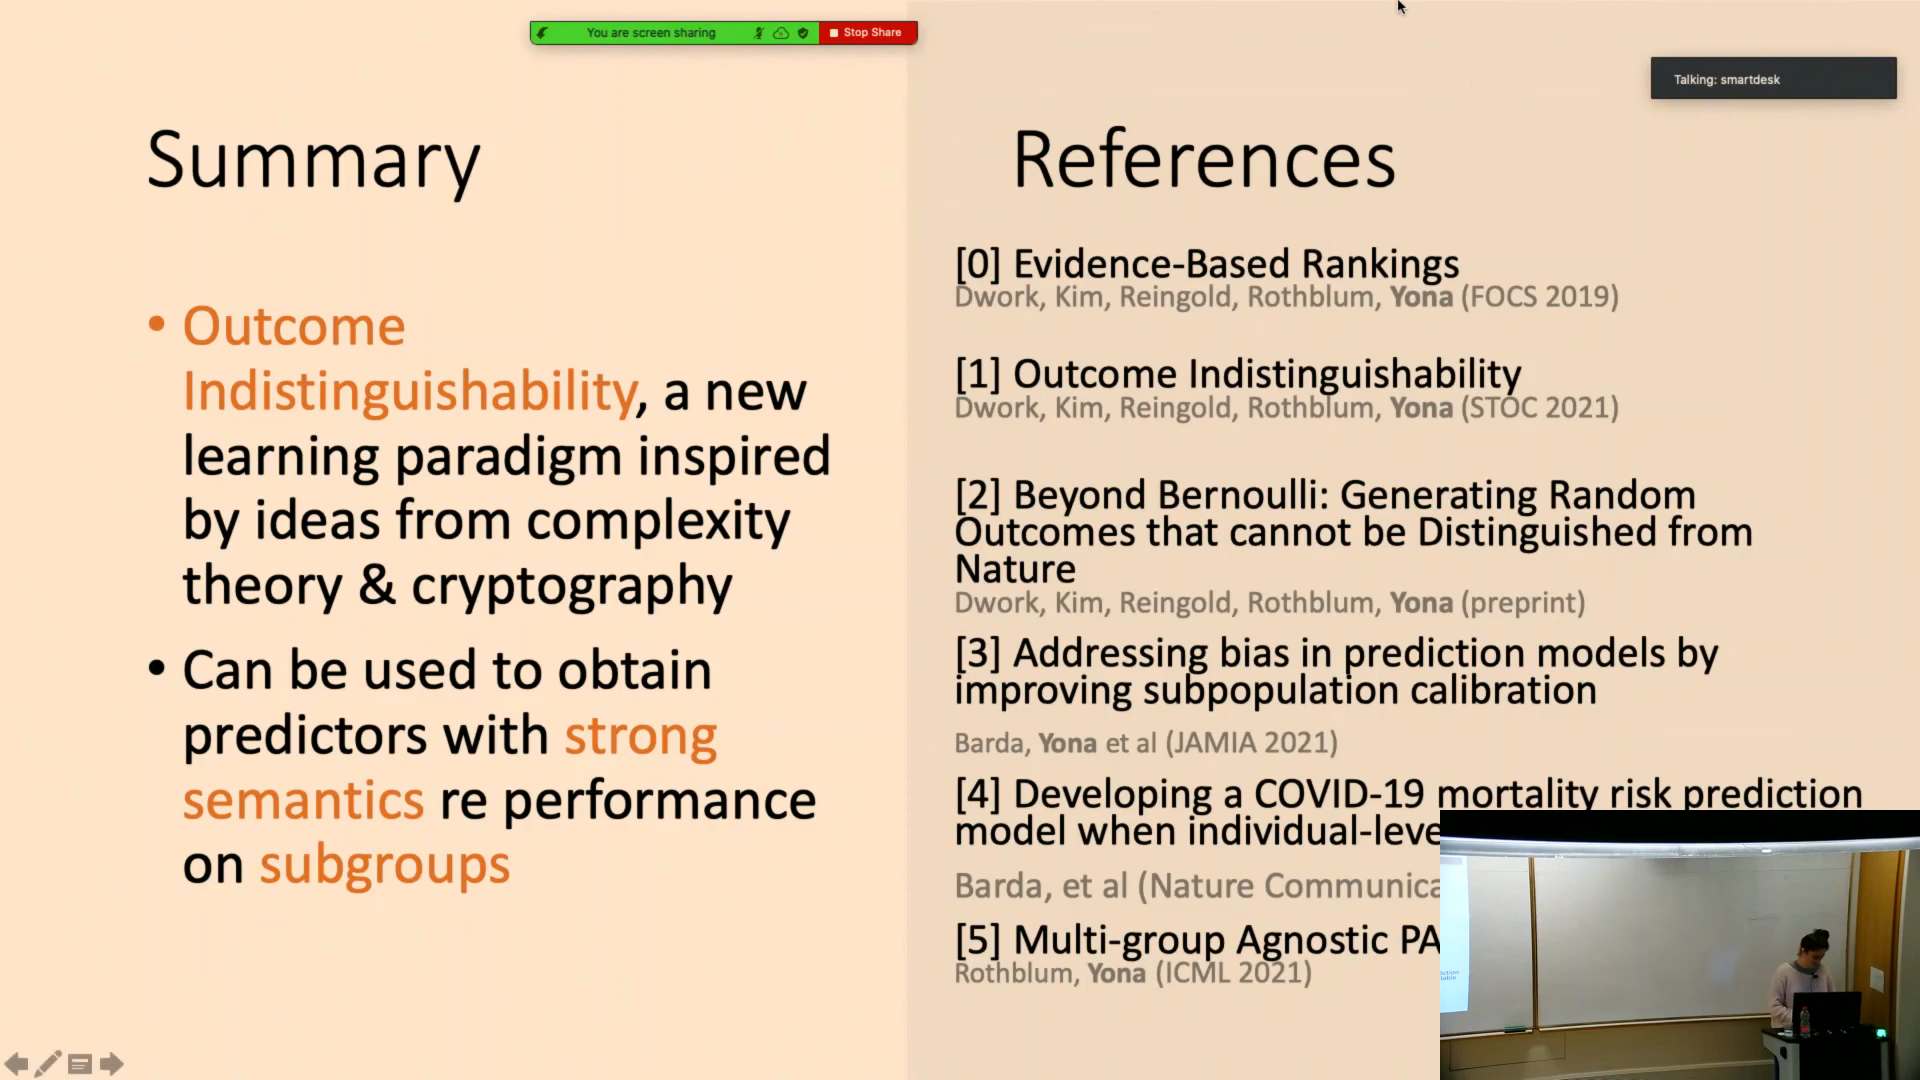 You are screen sharing
Stop Share
Talking: smartdesk
Summary
• Outcome
Indistinguishability, a new
learning paradigm inspired
by ideas from complexity
theory & cryptography
• Can be used to obtain
predictors with strong
semantics re performance
on subgroups
References
[0] Evidence-Based Rankings
Dwork, Kim, Reingold, Rothblum, Yona (FOCS 2019)
[1] Outcome Indistinguishability
Dwork, Kim, Reingold, Rothblum, Yona (STOC 2021)
[2] Beyond Bernoulli: Generating Random
Outcomes that cannot be Distinguished from
Nature
Dwork, Kim, Reingold, Rothblum, Yona (preprint)
[3] Addressing bias in prediction models by
improving subpopulation calibration
Barda, Yona et al (JAMIA 2021)
[4] Developing a COVID-19 mortality risk prediction
model when individual-leve
Barda, et al (Nature Communica
[5] Multi-group Agnostic PA
Rothblum, Yona (ICML 2021)